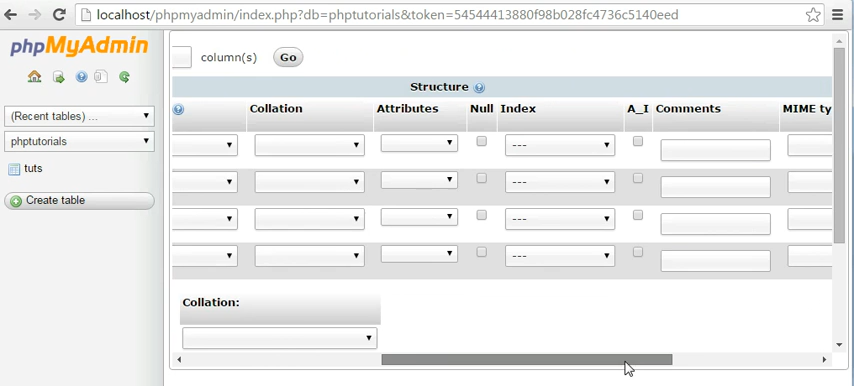 localhost/phpmyadmin/index.php?db=phptutorials&token=54544413880f98b028fc4736c5140eed
phpMyAdmin
(Recent tables) ...
phptutorials
tuts
Create table
column(s) Go
Structure
Collation Attributes Null Index A_I Comments MIME ty
---
---
---
---
Collation: